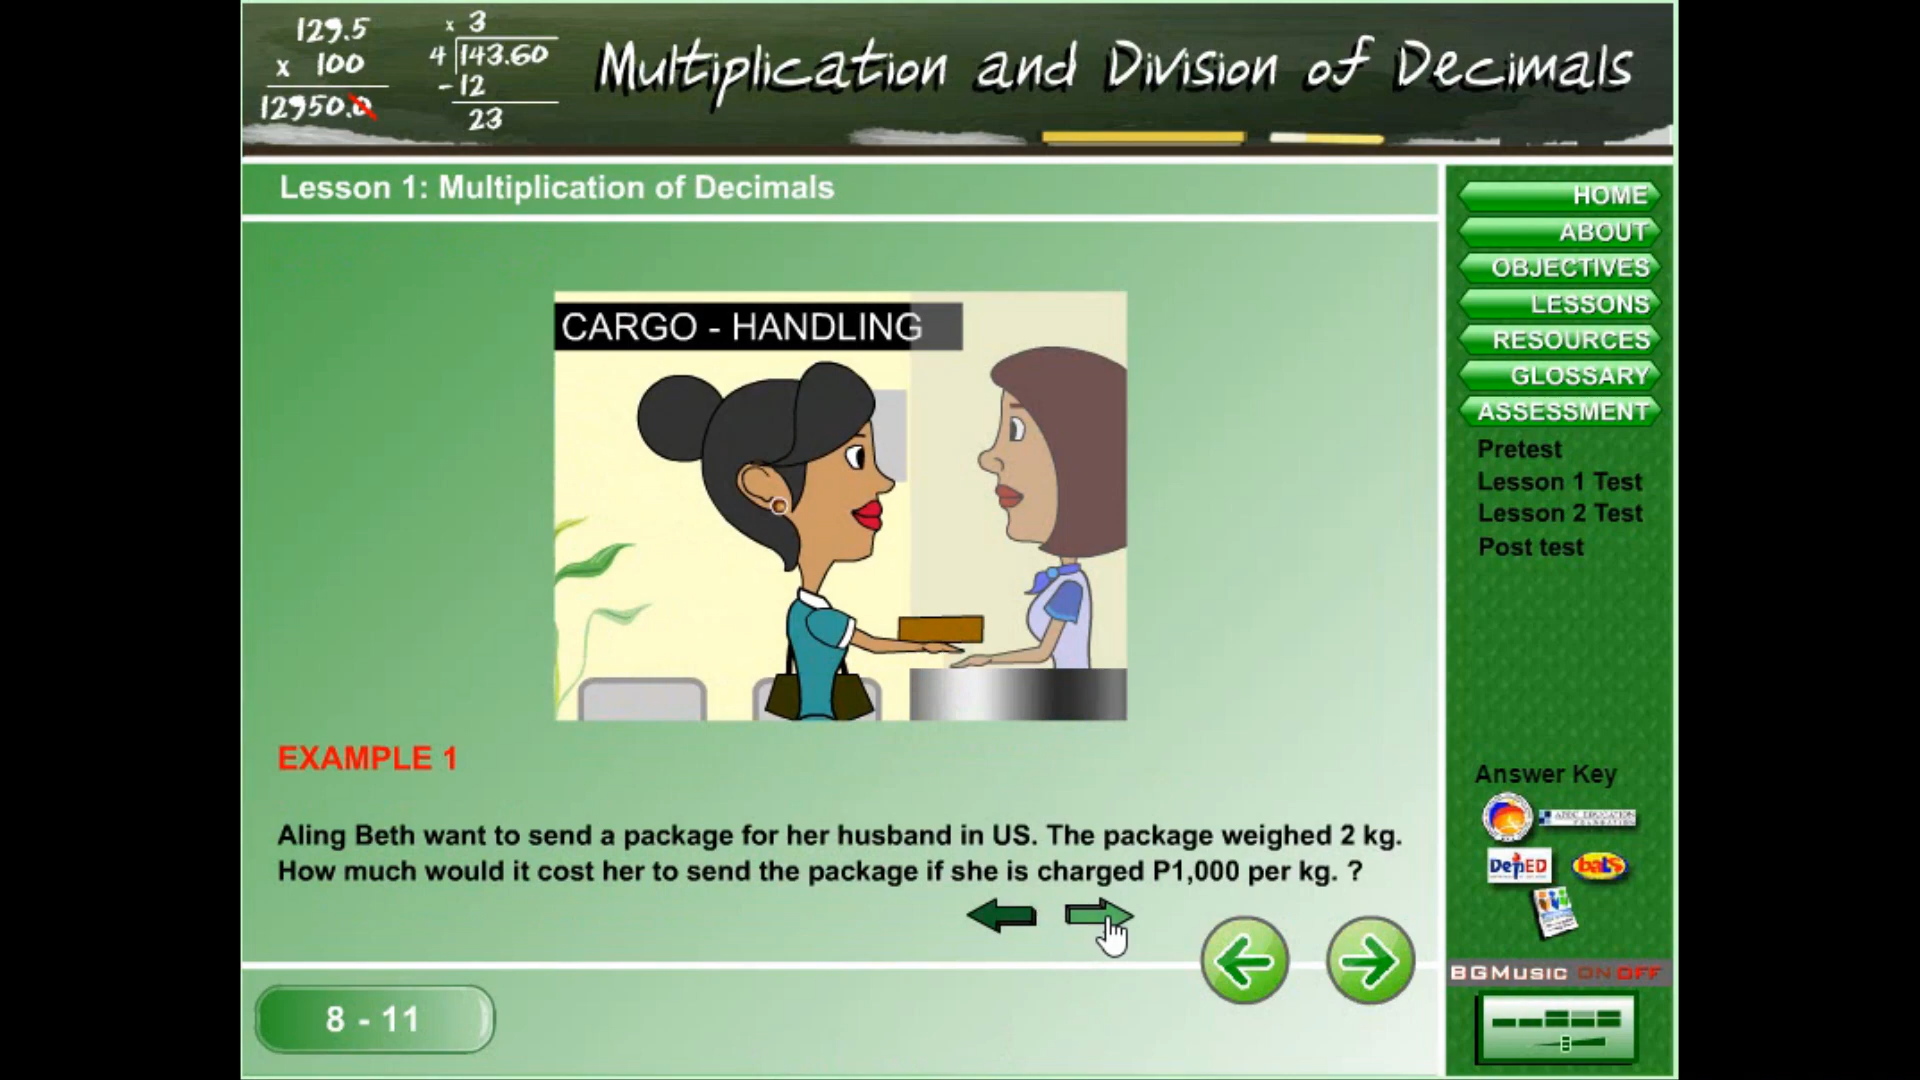 129.5
x 100
12950.0
x 3
4 143.60
-12
23
Multiplication and Division of Decimals
Lesson 1: Multiplication of Decimals
HOME
ABOUT
OBJECTIVES
LESSONS
RESOURCES
GLOSSARY
ASSESSMENT
Pretest
Lesson 1 Test
Lesson 2 Test
Post test
CARGO - HANDLING
EXAMPLE 1
Aling Beth want to send a package for her husband in US. The package weighed 2 kg.
How much would it cost her to send the package if she is charged P1,000 per kg. ?
Answer Key
DepED
bals
BGMUSIC ON OFF
8 - 11